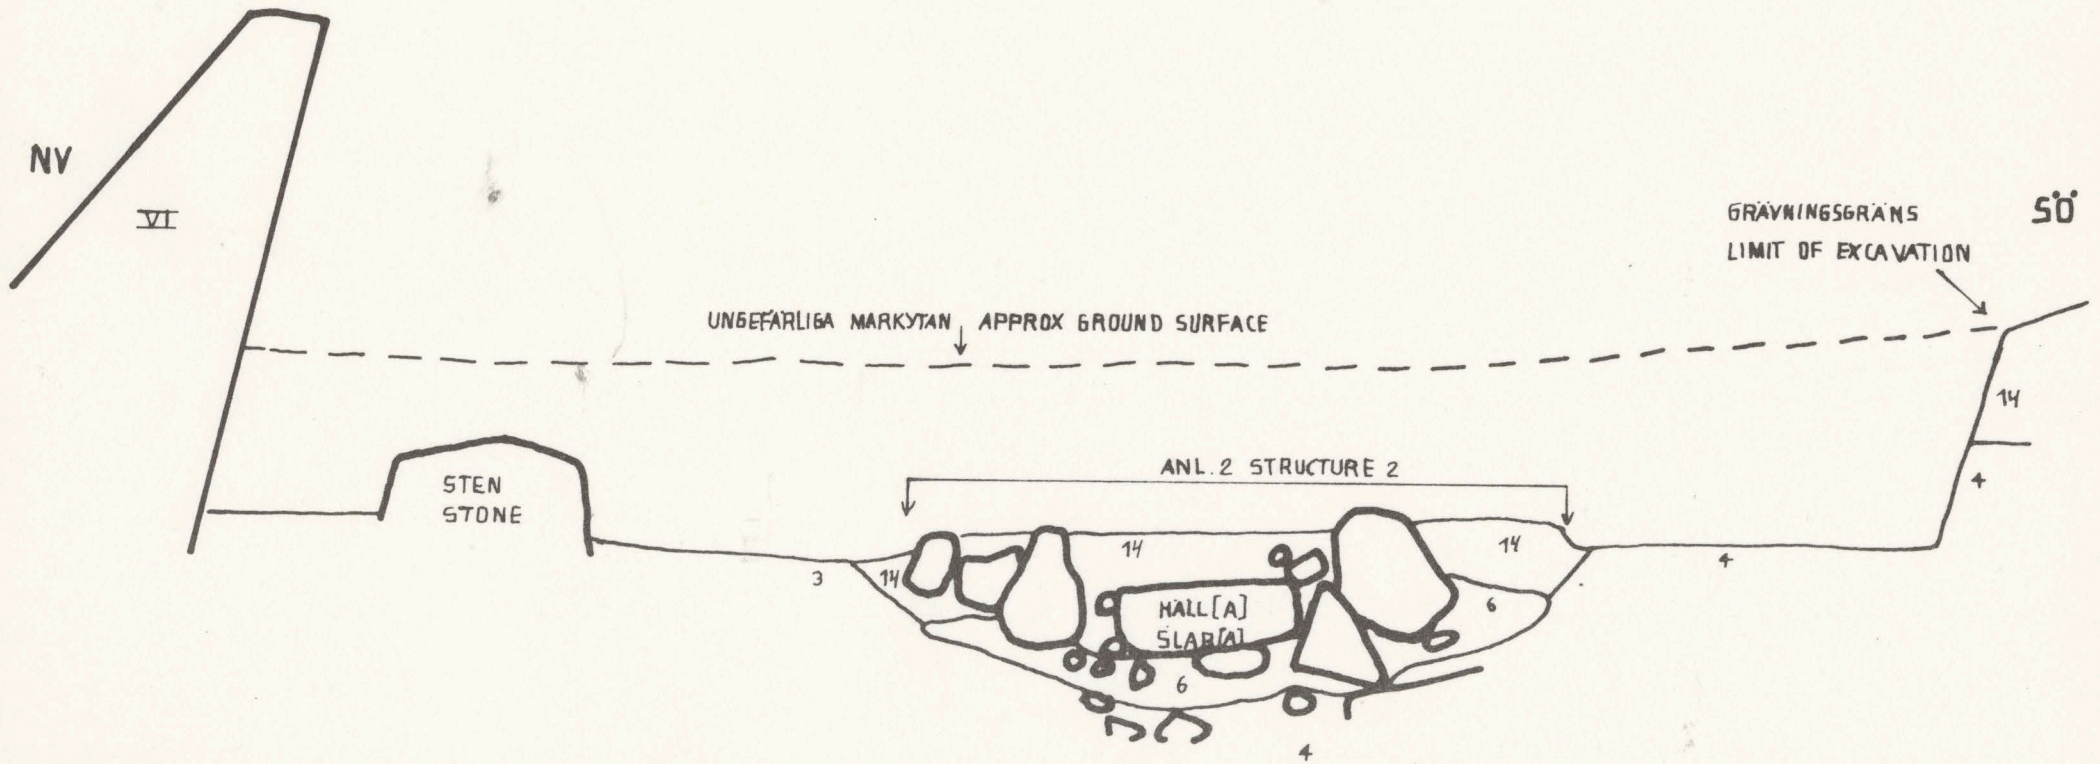 NV
VI
GRÄVNINGSGRÄNS
LIMIT OF EXCAVATION
SÖ
UNGEFÄRLIGA MARKYTAN APPROX GROUND SURFACE
14
4
ANL.2 STRUCTURE 2
STEN
STONE
3
14
14
14
4
HÄLL[A]
SLAB[A]
6
6
4